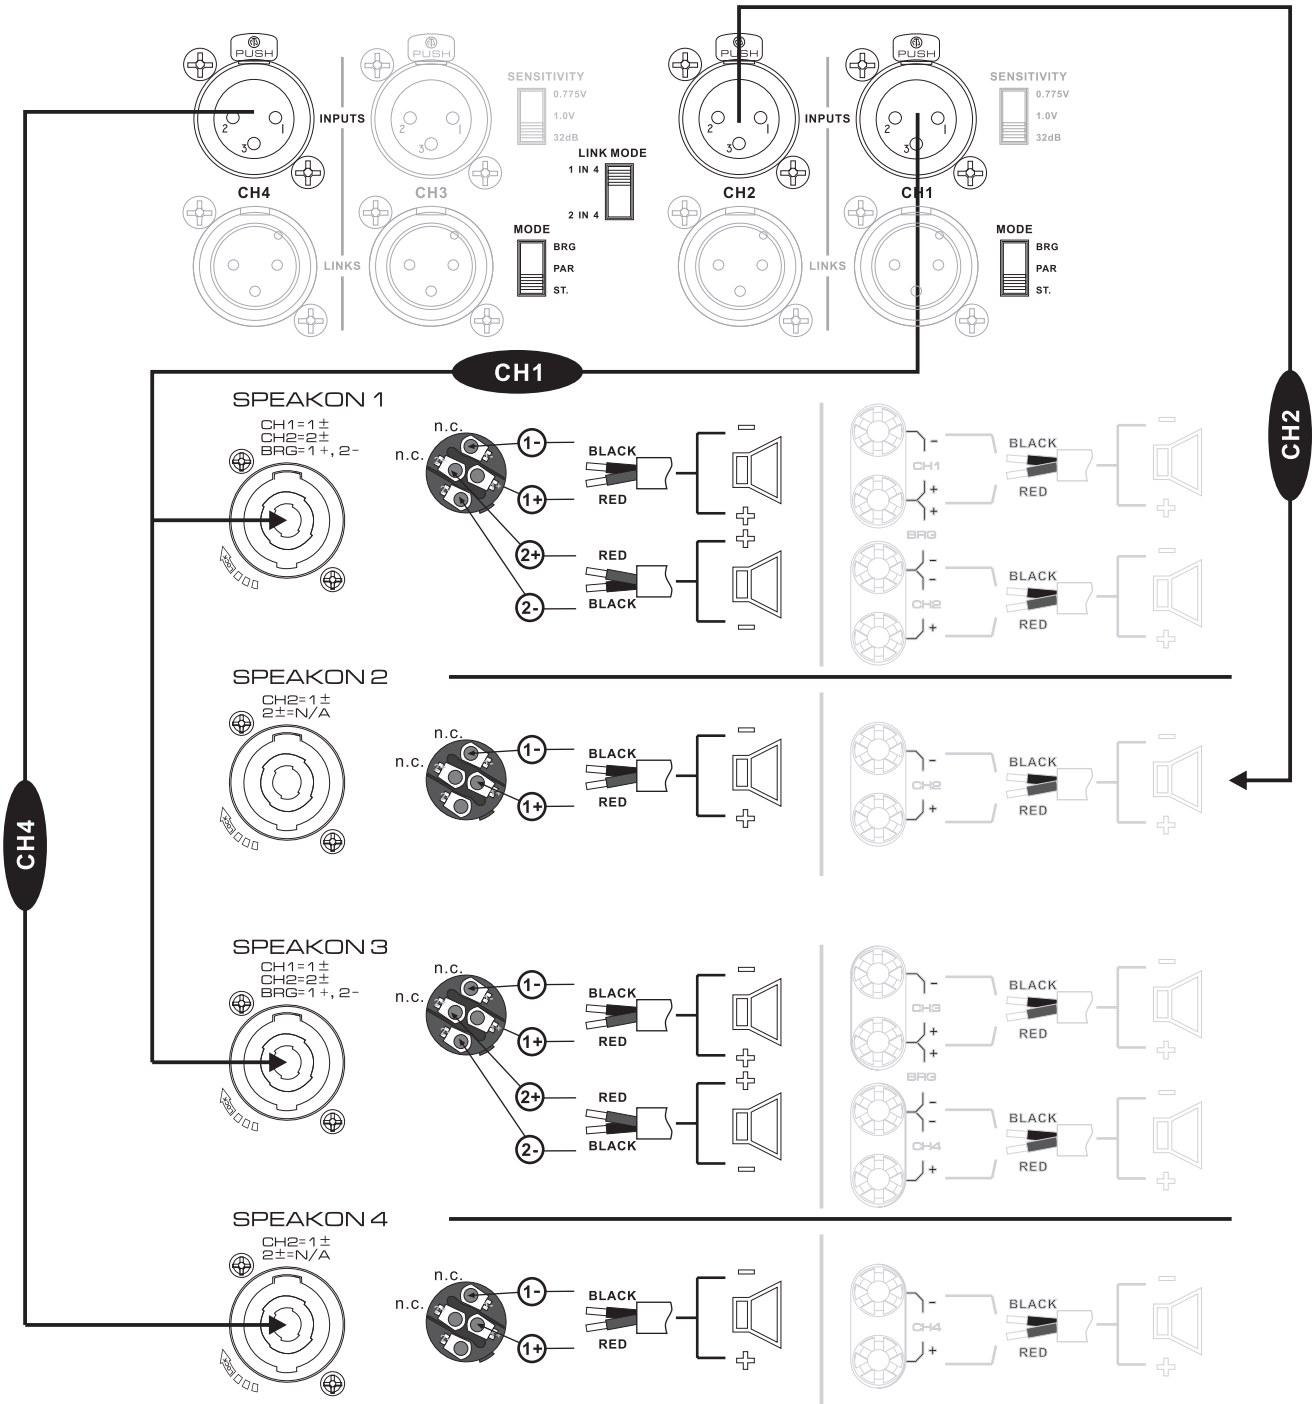 PUSH
PUSH
PUSH
PUSH
SENSITIVITY
0.775V
1.0V
32dB
SENSITIVITY
0.775V
1.0V
32dB
2 1 3
INPUTS
2 1 3
2 1 3
INPUTS
2 1 3
LINK MODE
1 IN 4
2 IN 4
CH4
CH3
CH2
CH1
LINKS
LINKS
MODE
BRG
PAR
ST.
MODE
BRG
PAR
ST.
CH1
CH2
CH4
SPEAKON 1
CH1=1±
CH2=2±
BRG=1+, 2-
n.c.
n.c.
1-
BLACK
1+
RED
2+
RED
2-
BLACK
- +
+ -
-
CH1
+
+
BRG
-
-
CH2
+
BLACK
RED
BLACK
RED
- +
- +
LOCK
SPEAKON 2
CH2=1±
2±=N/A
n.c.
n.c.
1-
BLACK
1+
RED
- +
-
CH2
+
BLACK
RED
- +
LOCK
SPEAKON 3
CH1=1±
CH2=2±
BRG=1+, 2-
n.c.
n.c.
1-
BLACK
1+
RED
2+
RED
2-
BLACK
- +
+ -
-
CH3
+
+
BRG
-
-
CH4
+
BLACK
RED
BLACK
RED
- +
- +
LOCK
SPEAKON 4
CH2=1±
2±=N/A
n.c.
n.c.
1-
BLACK
1+
RED
- +
-
CH4
+
BLACK
RED
- +
LOCK